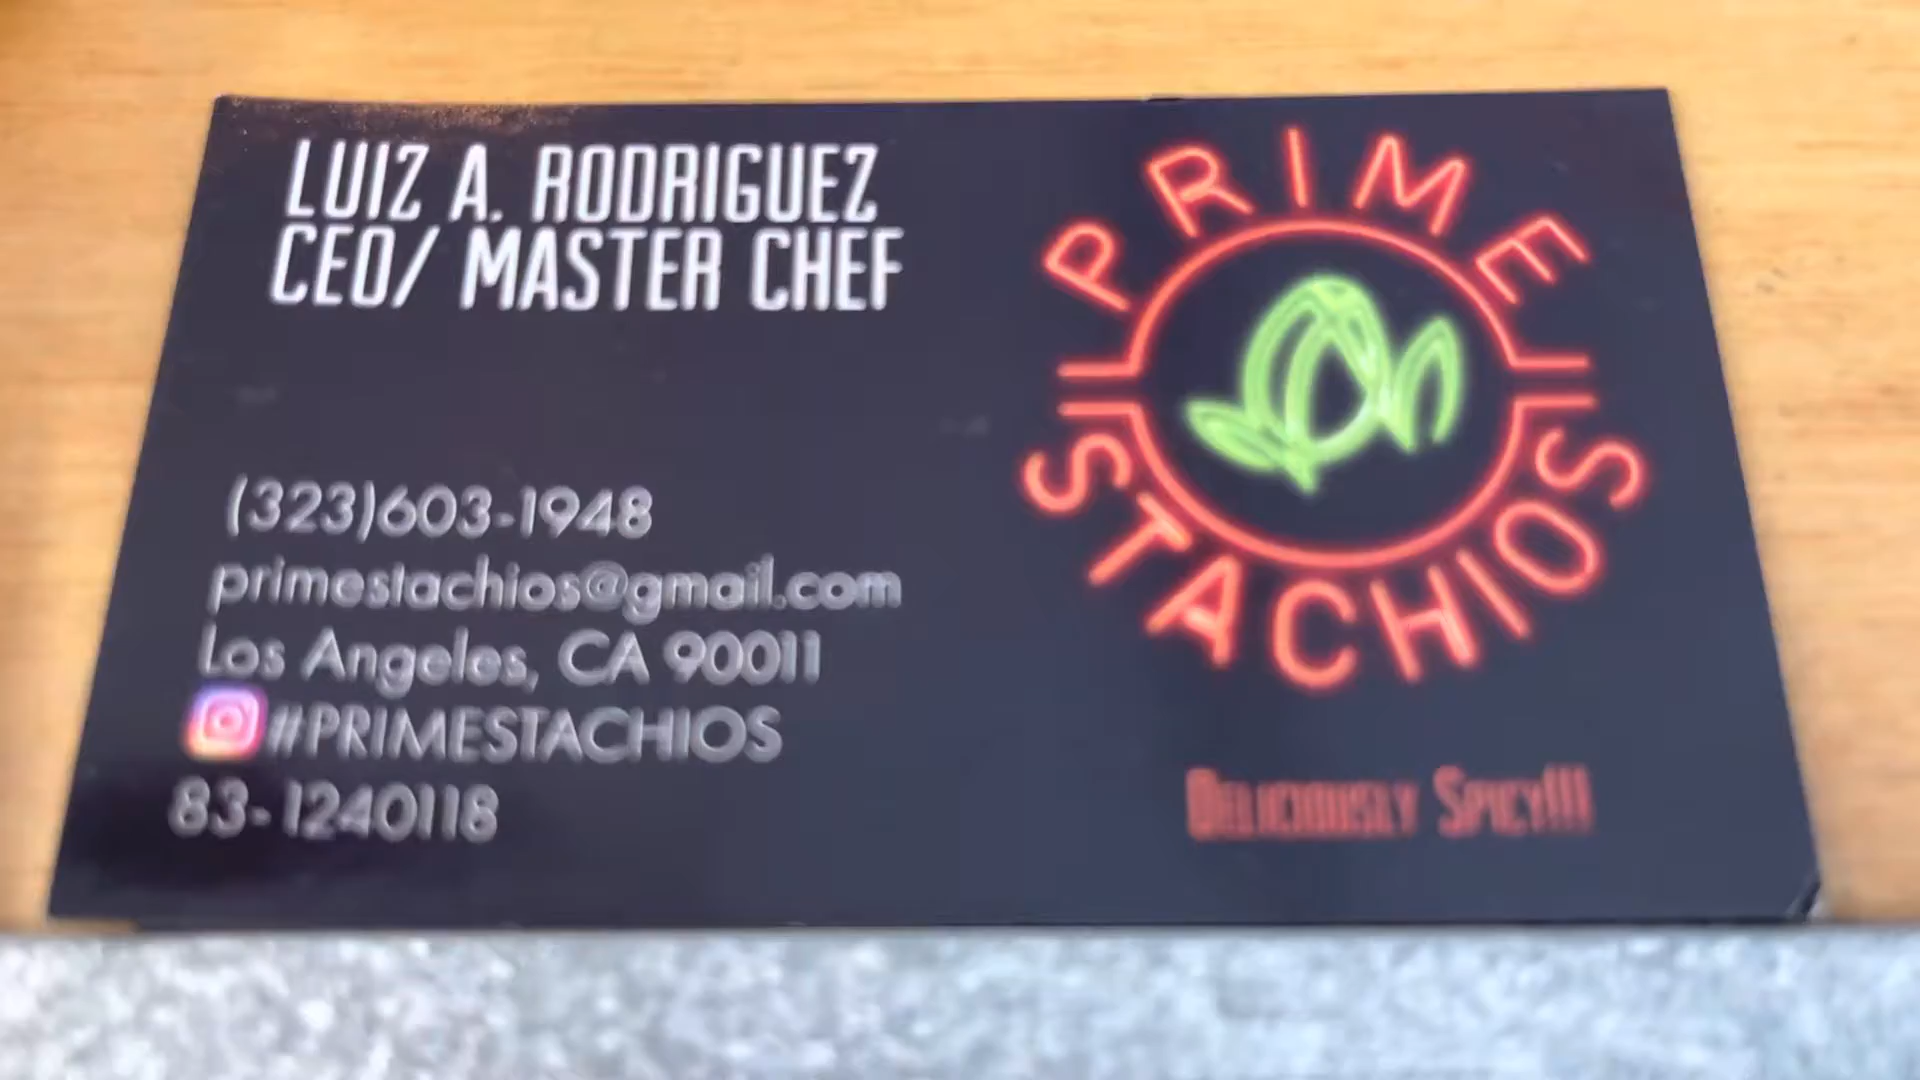 LUIZ A. RODRIGUEZ
CEO/ MASTER CHEF
(323)603-1948
primestachios@gmail.com
Los Angeles, CA 90011
#PRIMESTACHIOS
83-1240118
PRIME
STACHIOS
DELICIOUSLY SPICY!!!